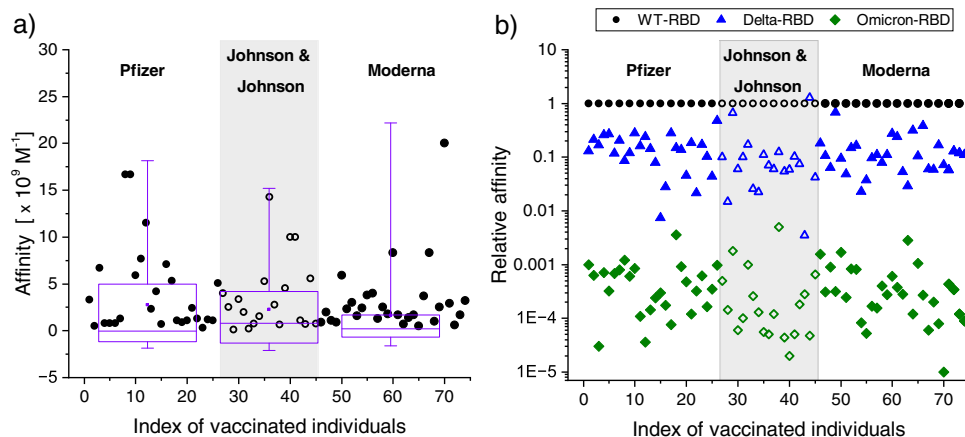 a)
Affinity [ x 10⁹ M⁻¹]
30
25
20
15
10
5
0
−5
Pfizer
Johnson &
Johnson
Moderna
0 10 20 30 40 50 60 70
Index of vaccinated individuals
b)
WT-RBD Delta-RBD Omicron-RBD
Relative affinity
10
1
0.1
0.01
0.001
1E−4
1E−5
Pfizer
Johnson &
Johnson
Moderna
0 10 20 30 40 50 60 70
Index of vaccinated individuals